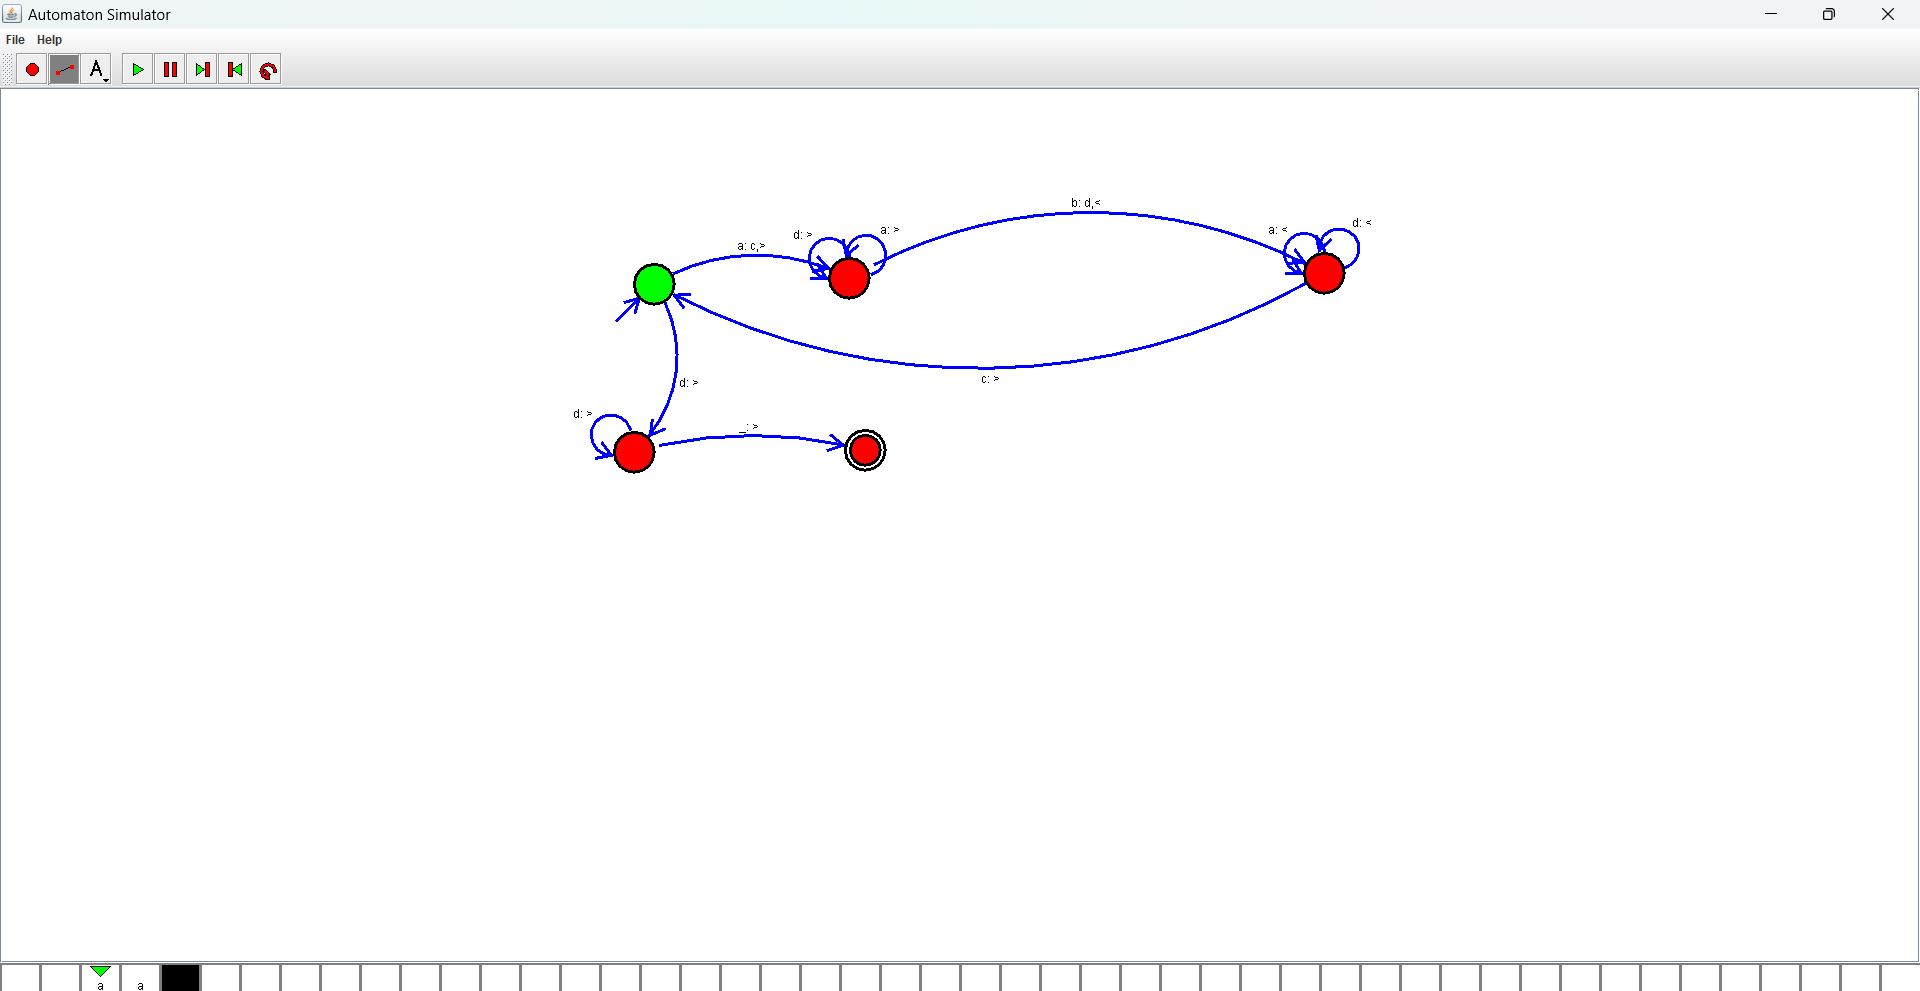 Automaton Simulator
File Help
A
b: d,<
d: < 
a: <
a: >
d: >
a: c,>
c: >
d: >
d: >
_: >
a a